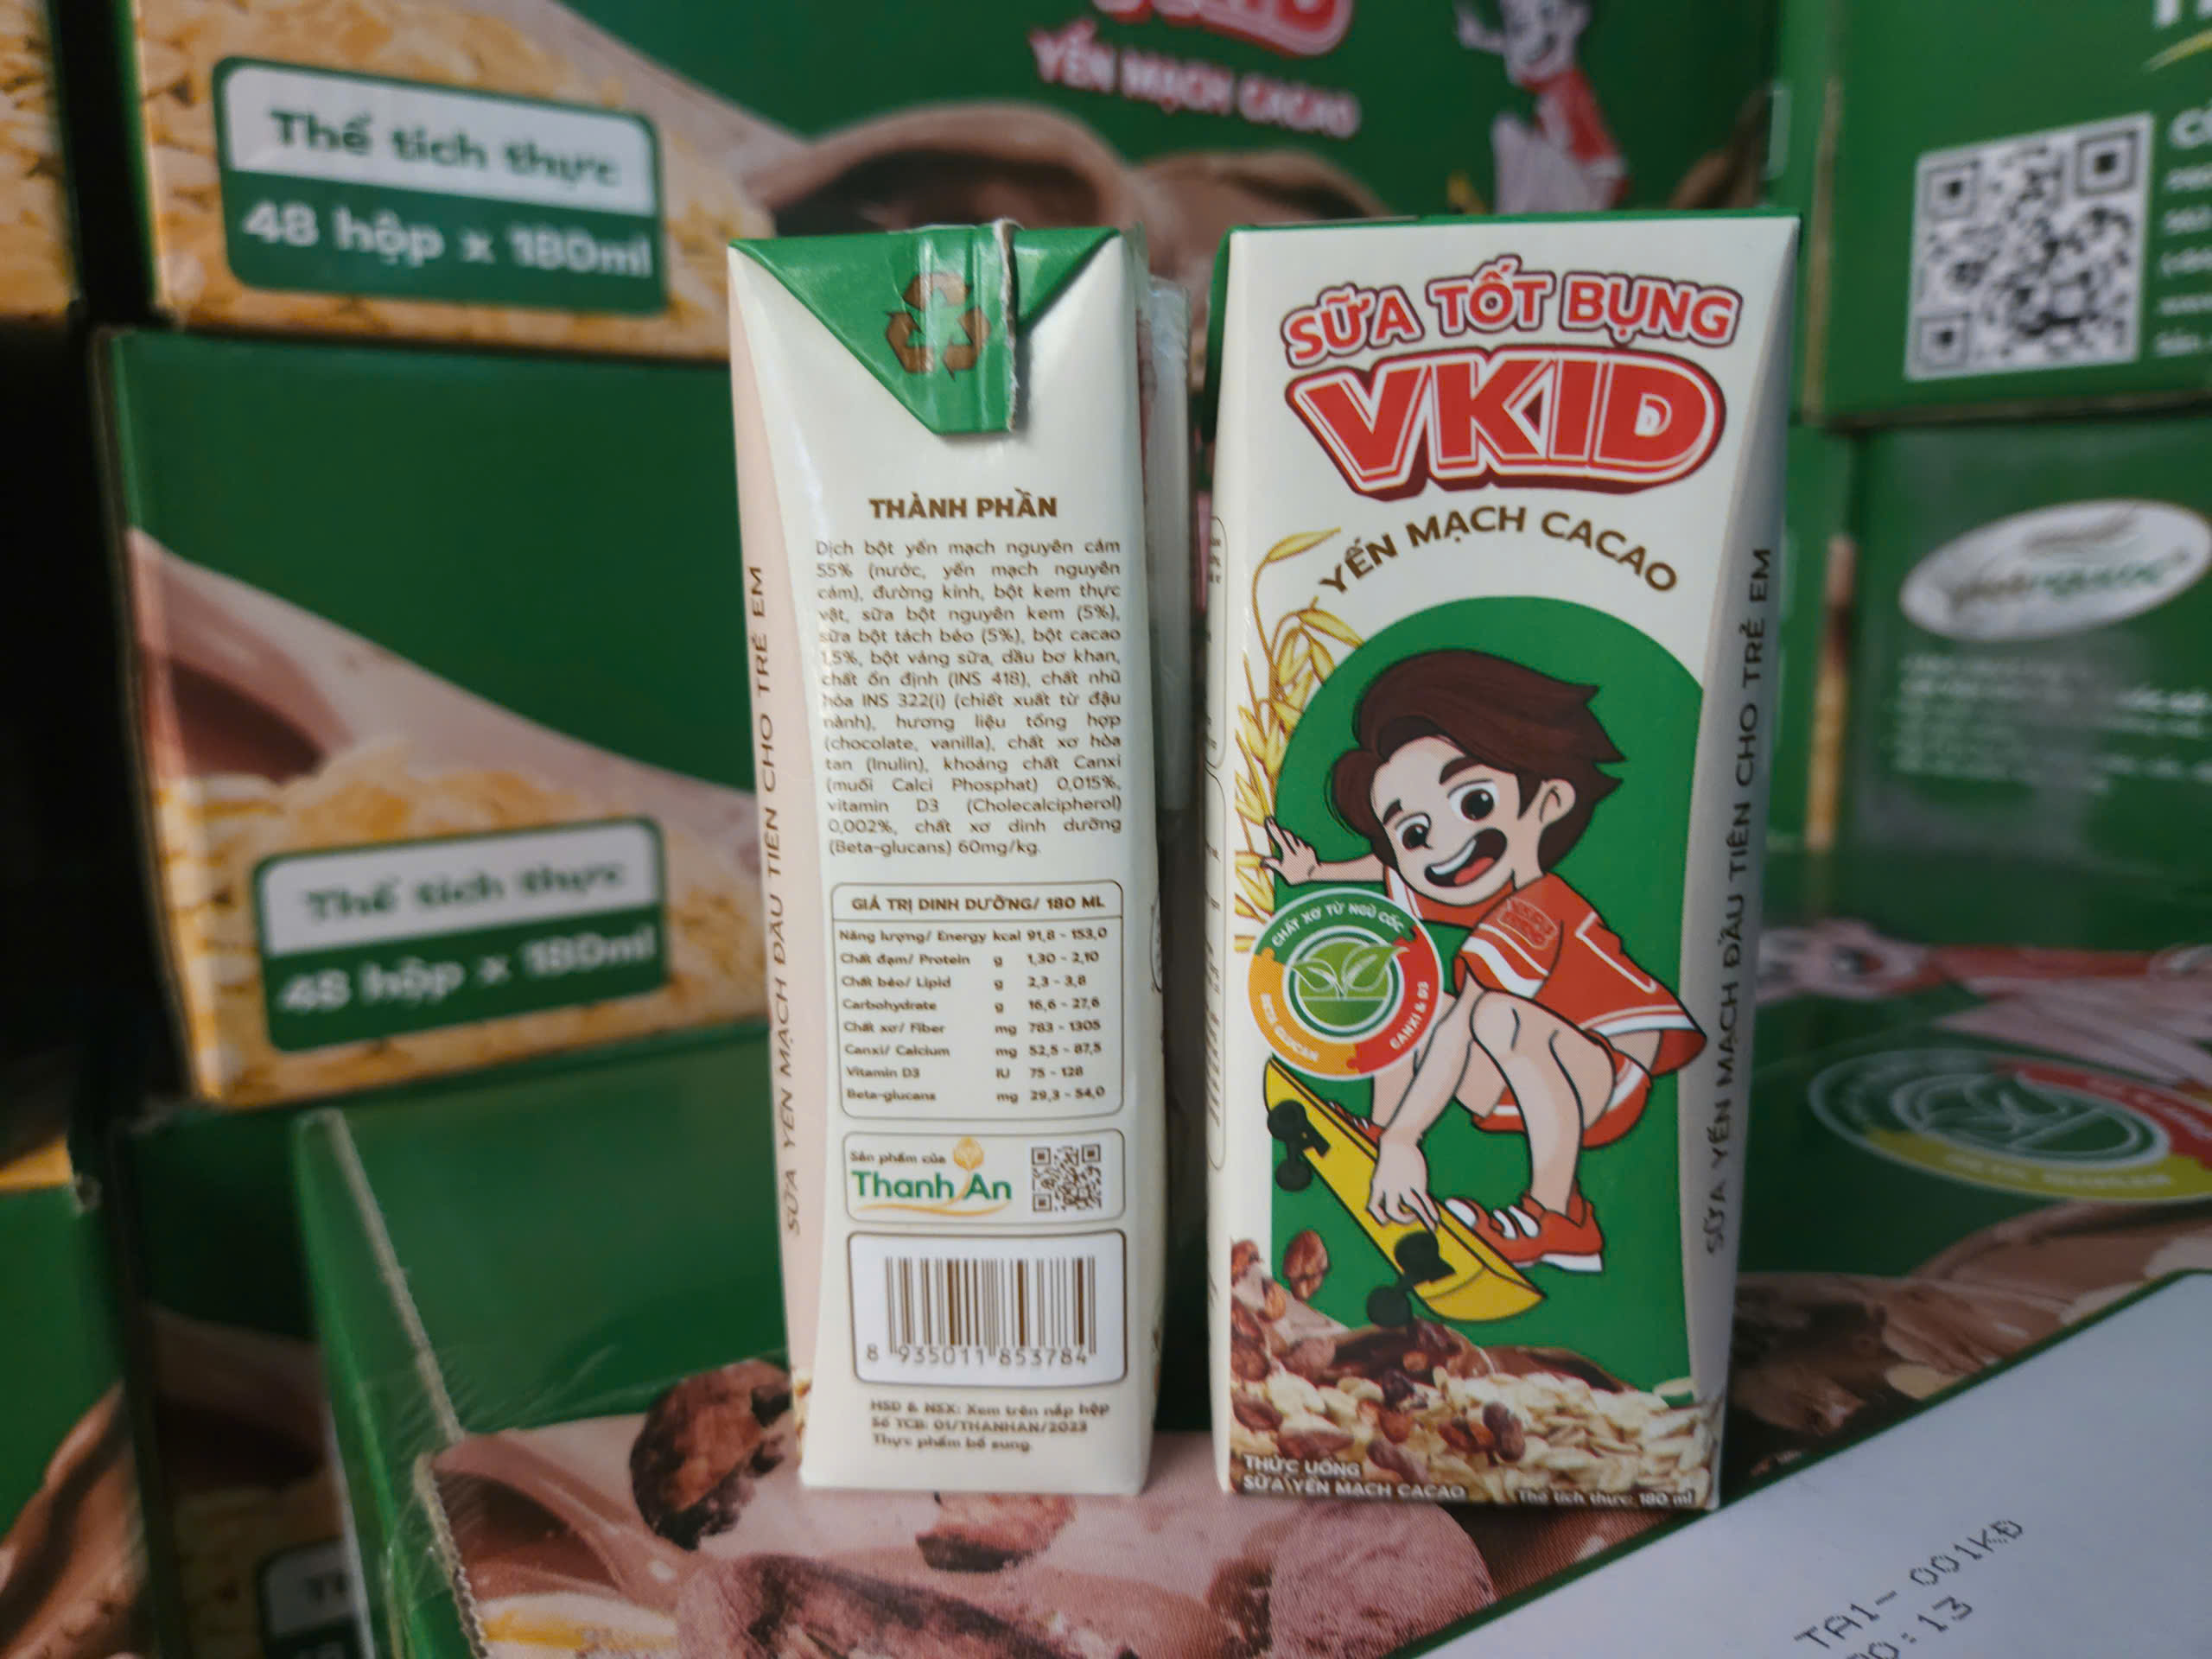 YẾN MẠCH CACAO
Thể tích thực
48 hộp x 180ml
Thể tích thực
48 hộp x 180ml
SỮA YẾN MẠCH ĐẦU TIÊN CHO TRẺ EM
THÀNH PHẦN
Dịch bột yến mạch nguyên cám
55% (nước, yến mạch nguyên
cám), đường kính, bột kem thực
vật, sữa bột nguyên kem (5%),
sữa bột tách béo (5%), bột cacao
1,5%, bột váng sữa, dầu bơ khan,
chất ổn định (INS 418), chất nhũ
hóa INS 322(i) (chiết xuất từ đậu
nành), hương liệu tổng hợp
(chocolate, vanilla), chất xơ hòa
tan (Inulin), khoáng chất Canxi
(muối Calci Phosphat) 0,015%,
vitamin D3 (Cholecalcipherol)
0,002%, chất xơ dinh dưỡng
(Beta-glucans) 60mg/kg.
GIÁ TRỊ DINH DƯỠNG/ 180 ML
Năng lượng/ Energy kcal 91,8 - 153,0
Chất đạm/ Protein g 1,30 - 2,10
Chất béo/ Lipid g 2,3 - 3,8
Carbohydrate g 16,6 - 27,6
Chất xơ/ Fiber mg 783 - 1305
Canxi/ Calcium mg 52,5 - 87,5
Vitamin D3 IU 75 - 128
Beta-glucans mg 29,3 - 54,0
Sản phẩm của
Thanh An
8 935011 853784
HSD & NSX: Xem trên nắp hộp
Số TCB: 01/THANHAN/2023
Thực phẩm bổ sung
SỮA TỐT BỤNG
VKID
YẾN MẠCH CACAO
CHẤT XƠ TỪ NGŨ CỐC
BETA GLUCAN
CANXI & D3
SỮA YẾN MẠCH ĐẦU TIÊN CHO TRẺ EM
THỨC UỐNG
SỮA YẾN MẠCH CACAO
Thể tích thực: 180 ml
TA1- 001KĐ
:13